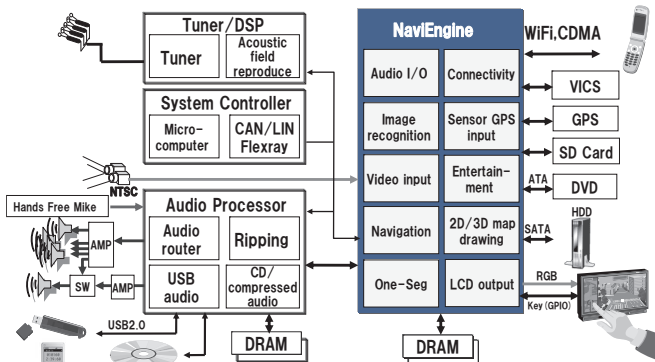 Tuner/DSP
Tuner
Acoustic
field
reproduce
System Controller
Micro-
computer
CAN/LIN
Flexray
NTSC
Hands Free Mike
Audio Processor
Audio
router
Ripping
USB
audio
CD/
compressed
audio
AMP
SW
AMP
USB2.0
DRAM
NaviEngine
Audio I/O
Connectivity
Image
recognition
Sensor GPS
input
Video input
Entertain-
ment
Navigation
2D/3D map
drawing
One-Seg
LCD output
DRAM
WiFi,CDMA
VICS
GPS
SD Card
ATA
DVD
HDD
SATA
RGB
Key(GPIO)